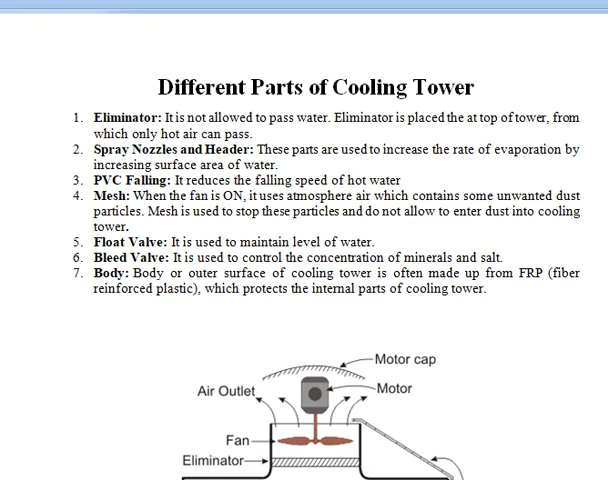 Different Parts of Cooling Tower
1. Eliminator: It is not allowed to pass water. Eliminator is placed the at top of tower, from
which only hot air can pass.
2. Spray Nozzles and Header: These parts are used to increase the rate of evaporation by
increasing surface area of water.
3. PVC Falling: It reduces the falling speed of hot water
4. Mesh: When the fan is ON, it uses atmosphere air which contains some unwanted dust
particles. Mesh is used to stop these particles and do not allow to enter dust into cooling
tower.
5. Float Valve: It is used to maintain level of water.
6. Bleed Valve: It is used to control the concentration of minerals and salt.
7. Body: Body or outer surface of cooling tower is often made up from FRP (fiber
reinforced plastic), which protects the internal parts of cooling tower.
Motor cap
Air Outlet
Motor
Fan
Eliminator